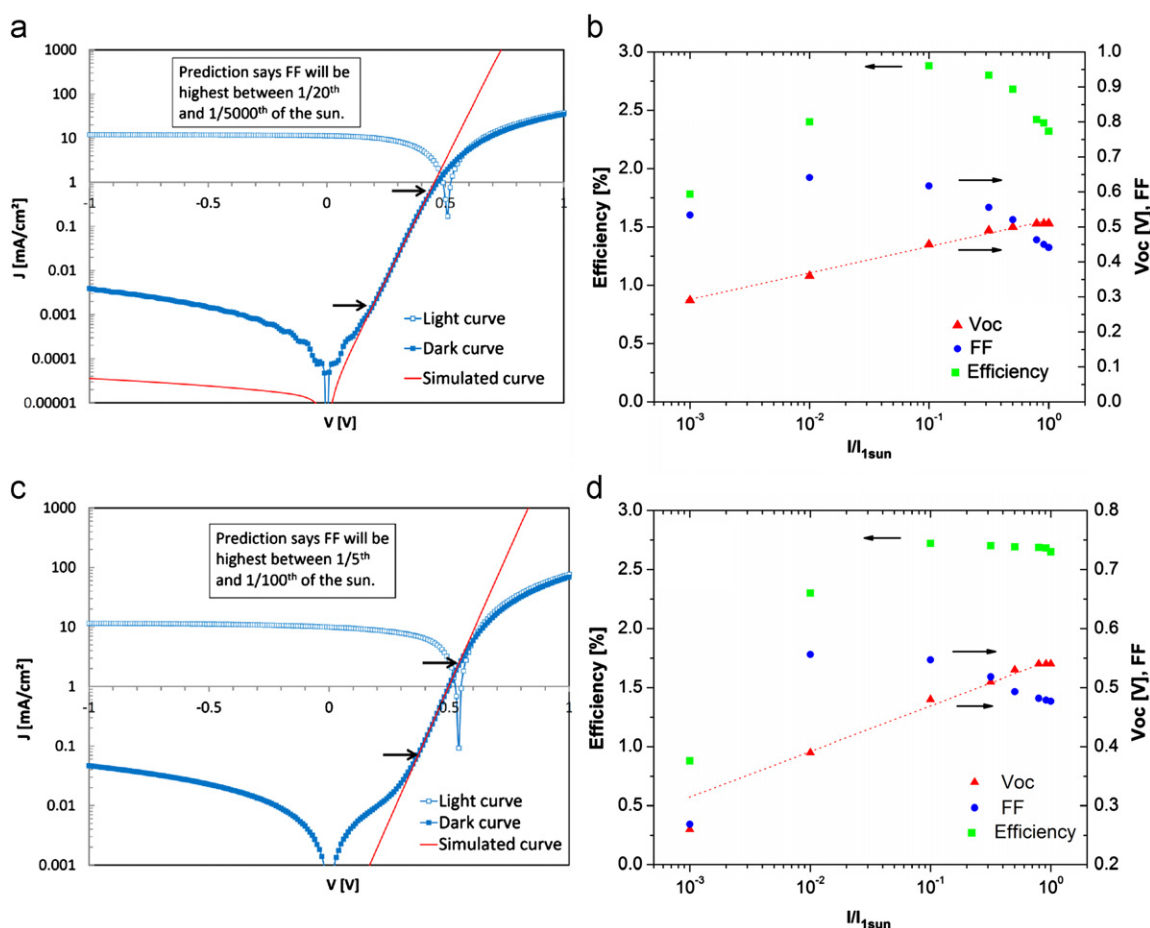 a
1000
100
10
1
0.1
0.01
0.001
0.0001
0.00001
J [mA/cm²]
Prediction says FF will be
highest between 1/20th
and 1/5000th of the sun.
-1 -0.5 0 0.5 1
Light curve
Dark curve
Simulated curve
V [V]
b
3.0
2.5
2.0
1.5
1.0
0.5
0.0
Efficiency [%]
1.0
0.9
0.8
0.7
0.6
0.5
0.4
0.3
0.2
0.1
0.0
Voc [V], FF
Voc
FF
Efficiency
10-3 10-2 10-1 100
I/I1sun
c
1000
100
10
1
0.1
0.01
0.001
J [mA/cm²]
Prediction says FF will be
highest between 1/5th
and 1/100th of the sun.
-1 -0.5 0 0.5 1
Light curve
Dark curve
Simulated curve
V [V]
d
3.0
2.5
2.0
1.5
1.0
0.5
0.0
Efficiency [%]
0.8
0.7
0.6
0.5
0.4
0.3
0.2
Voc [V], FF
Voc
FF
Efficiency
10-3 10-2 10-1 100
I/I1sun